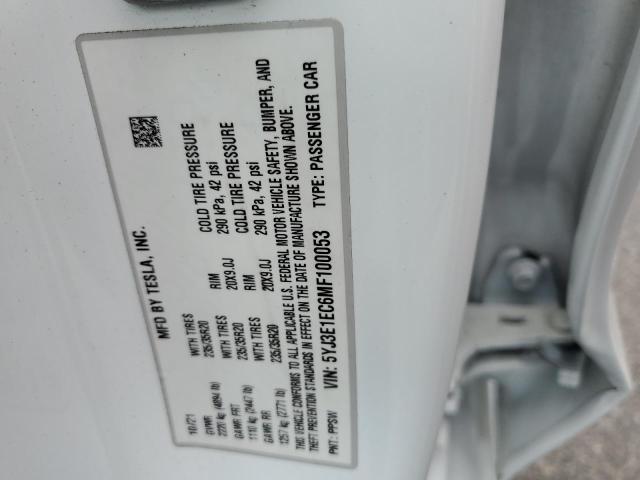 MFD BY TESLA, INC.
10/21
GVWR WITH TIRES RIM COLD TIRE PRESSURE
2220 kg (4894 lb) 235/35R20 20X9.0J 290 kPa, 42 psi
GAWR FRT WITH TIRES RIM COLD TIRE PRESSURE
1110 kg (2447 lb) 235/35R20 20X9.0J 290 kPa, 42 psi
GAWR RR
1257 kg (2771 lb) 235/35R20
THIS VEHICLE CONFORMS TO ALL APPLICABLE U.S. FEDERAL MOTOR VEHICLE SAFETY, BUMPER, AND
THEFT PREVENTION STANDARDS IN EFFECT ON THE DATE OF MANUFACTURE SHOWN ABOVE.
VIN: 5YJ3E1EC6MF100053 TYPE: PASSENGER CAR
PNT: PPSW